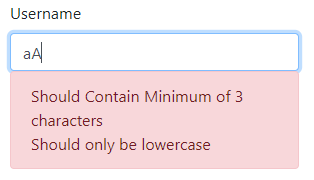 Username
aA
Should Contain Minimum of 3
characters
Should only be lowercase